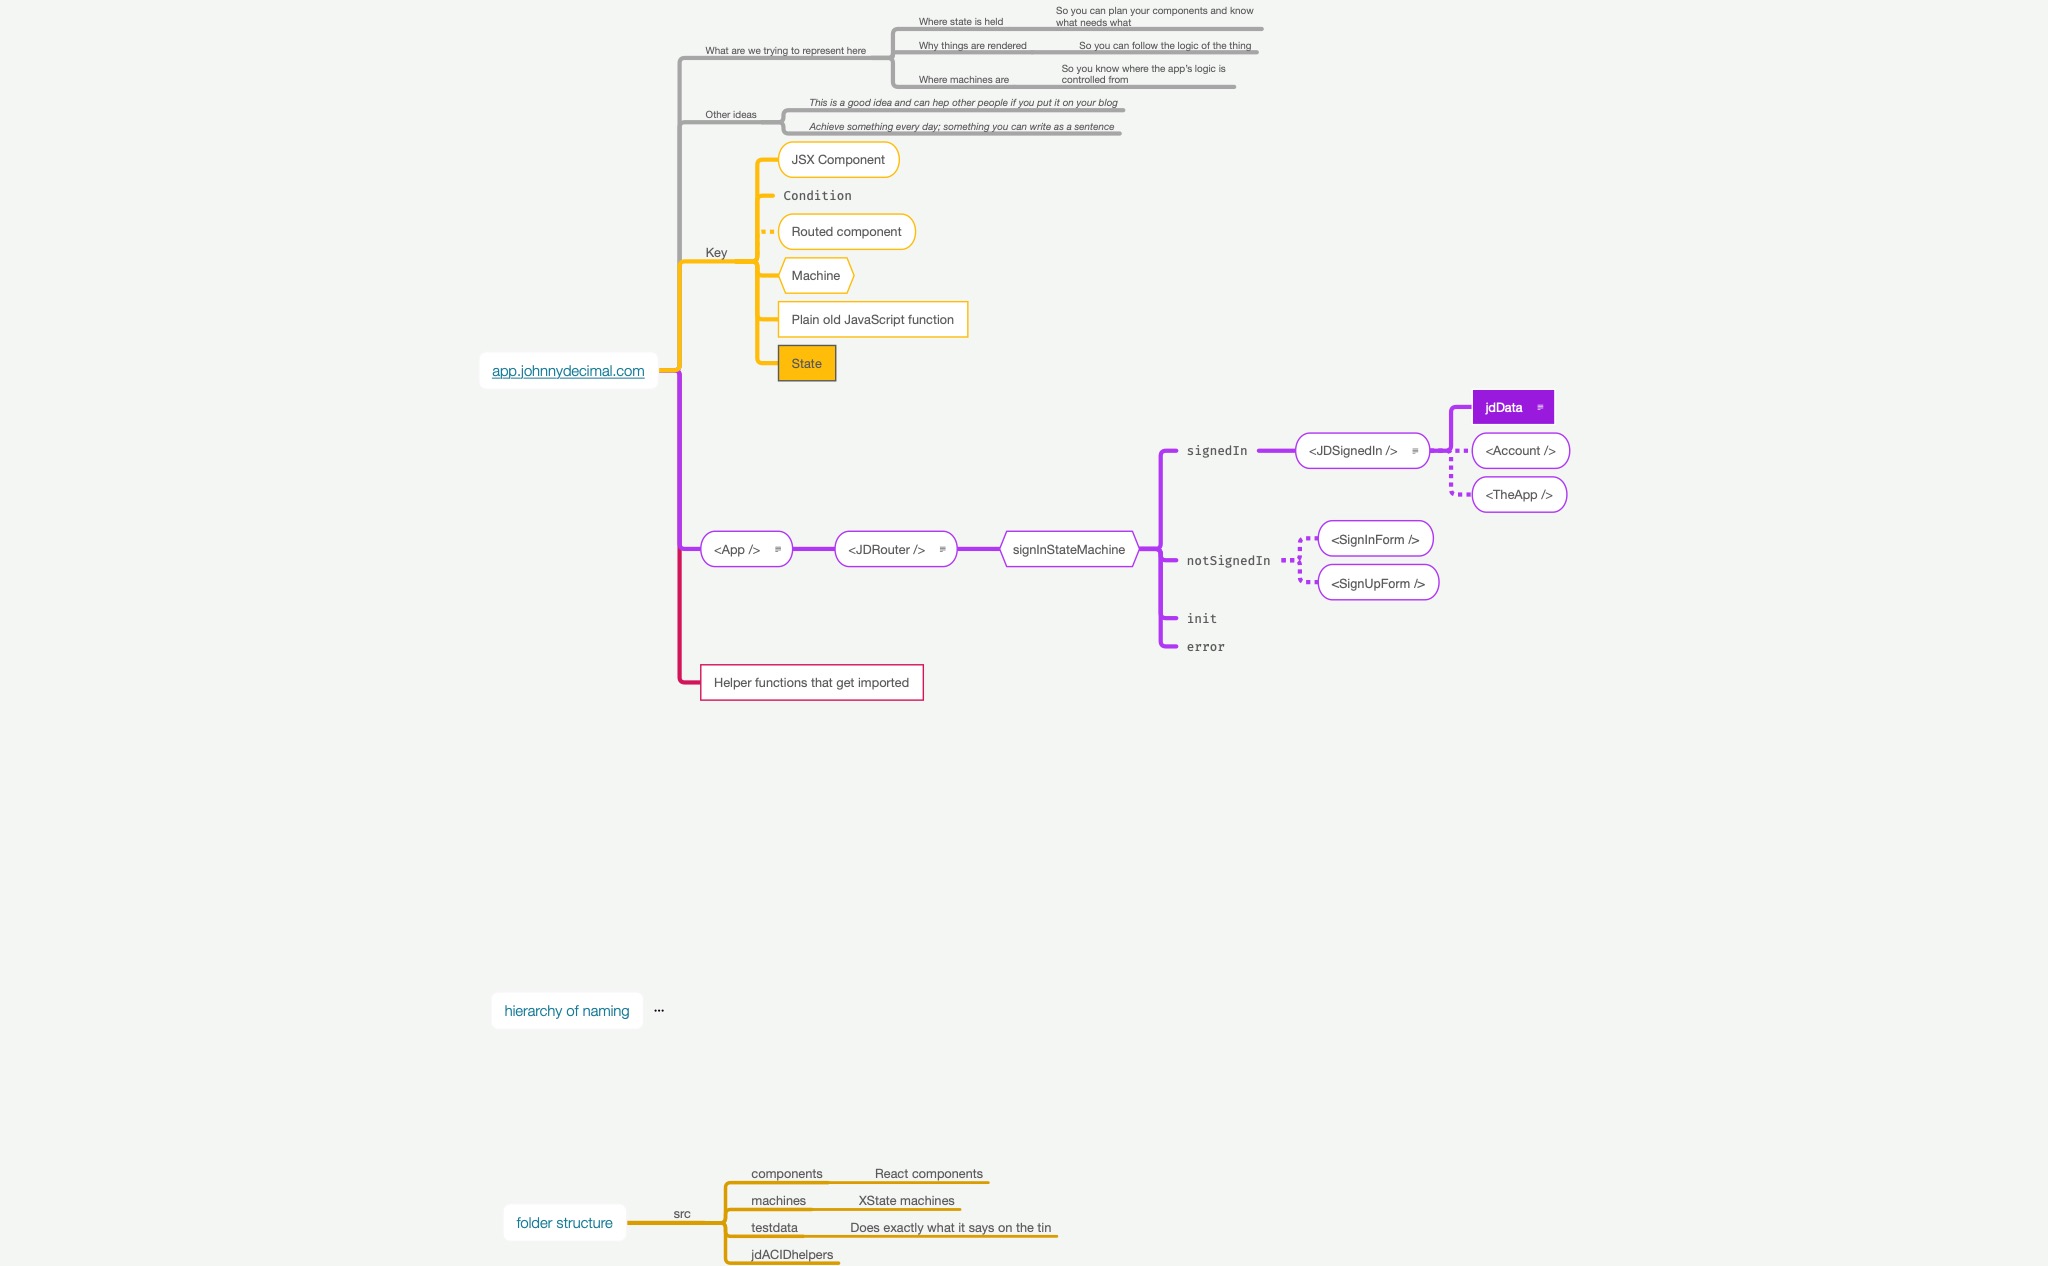 So you can plan your components and know
what needs what
Where state is held
Why things are rendered
So you can follow the logic of the thing
What are we trying to represent here
So you know where the app's logic is
controlled from
Where machines are
This is a good idea and can hep other people if you put it on your blog
Other ideas
Achieve something every day; something you can write as a sentence
JSX Component
Condition
Routed component
Key
Machine
Plain old JavaScript function
State
app.johnnydecimal.com
jdData
signedIn
<JDSignedIn />
<Account />
<TheApp />
<App />
<JDRouter />
signInStateMachine
<SignInForm />
notSignedIn
<SignUpForm />
init
error
Helper functions that get imported
hierarchy of naming
...
components
React components
machines
XState machines
folder structure
src
testdata
Does exactly what it says on the tin
jdACIDhelpers